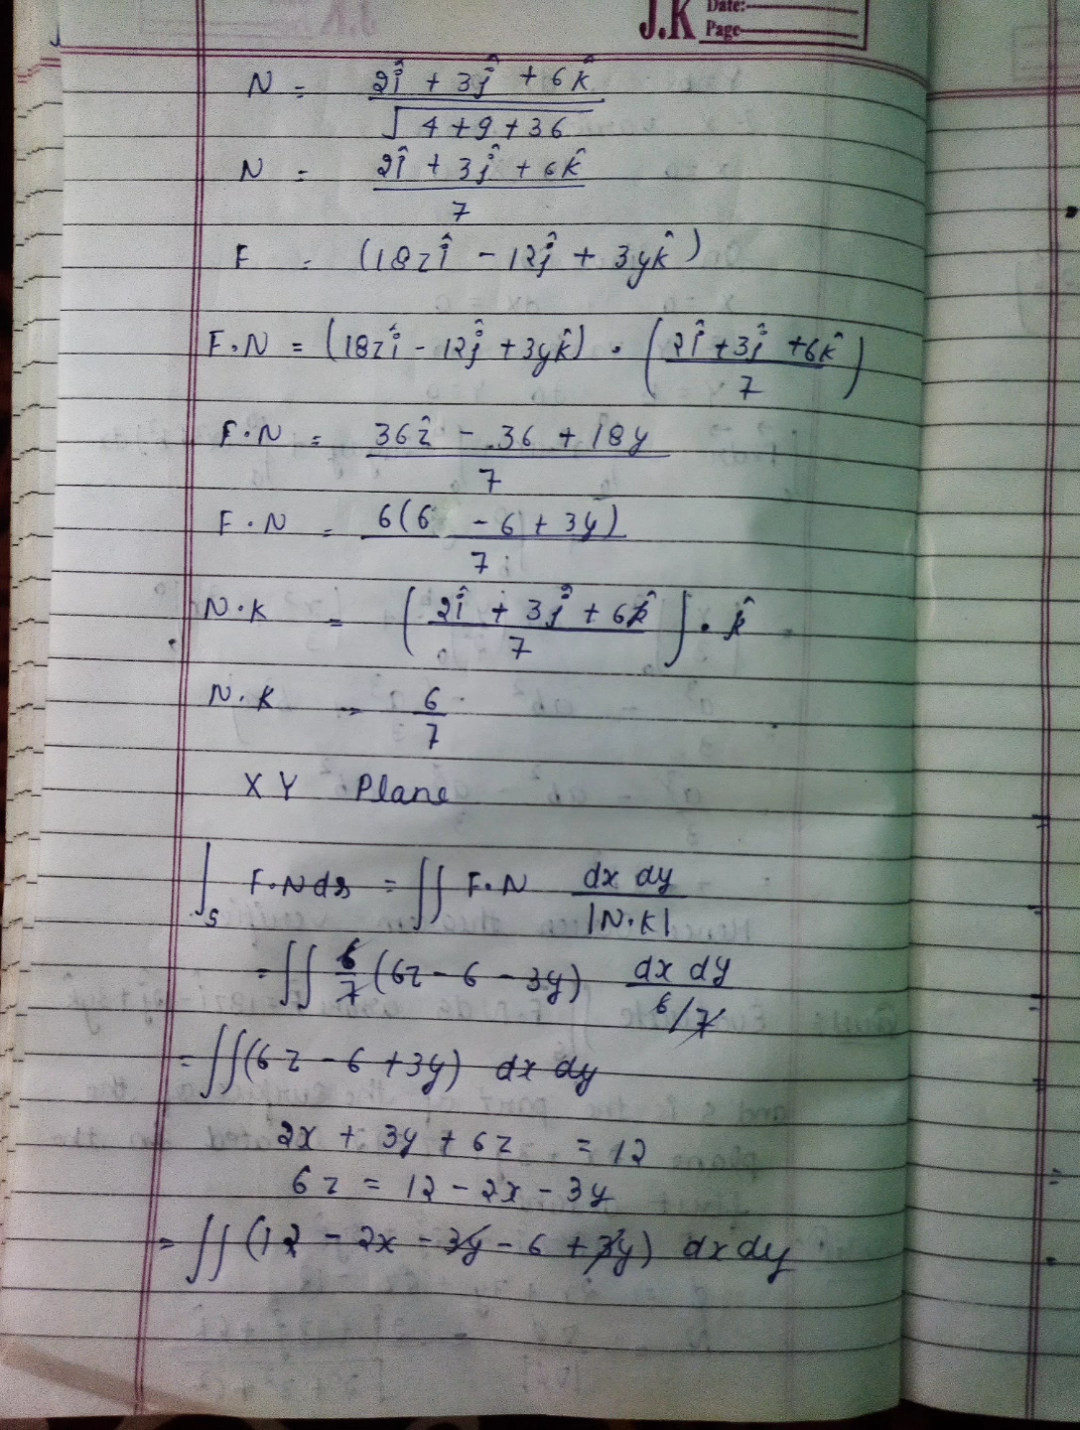 J.K Date:
Page
N = 2î + 3ĵ + 6k̂ / √4+9+36
N = 2î + 3ĵ + 6k̂ / 7
F = (18zî - 12ĵ + 3yk̂)
F.N = (18zî - 12ĵ + 3yk̂) . (2î + 3ĵ + 6k̂ / 7)
F.N = 36z - 36 + 18y / 7
F.N = 6(6 - 6 + 3y) / 7
N.K = [2î + 3ĵ + 6k̂ / 7] . k̂
N.K = 6/7
XY Plane
∫s F.N ds = ∫∫ F.N dx dy / |N.K|
= ∫∫ 6/7 (6z - 6 - 3y) dx dy / 6/7
= ∫∫(6z - 6 + 3y) dx dy
2x + 3y + 6z = 12
6z = 12 - 2x - 3y
= ∫∫ (12 - 2x - 3y - 6 + 3y) dx dy